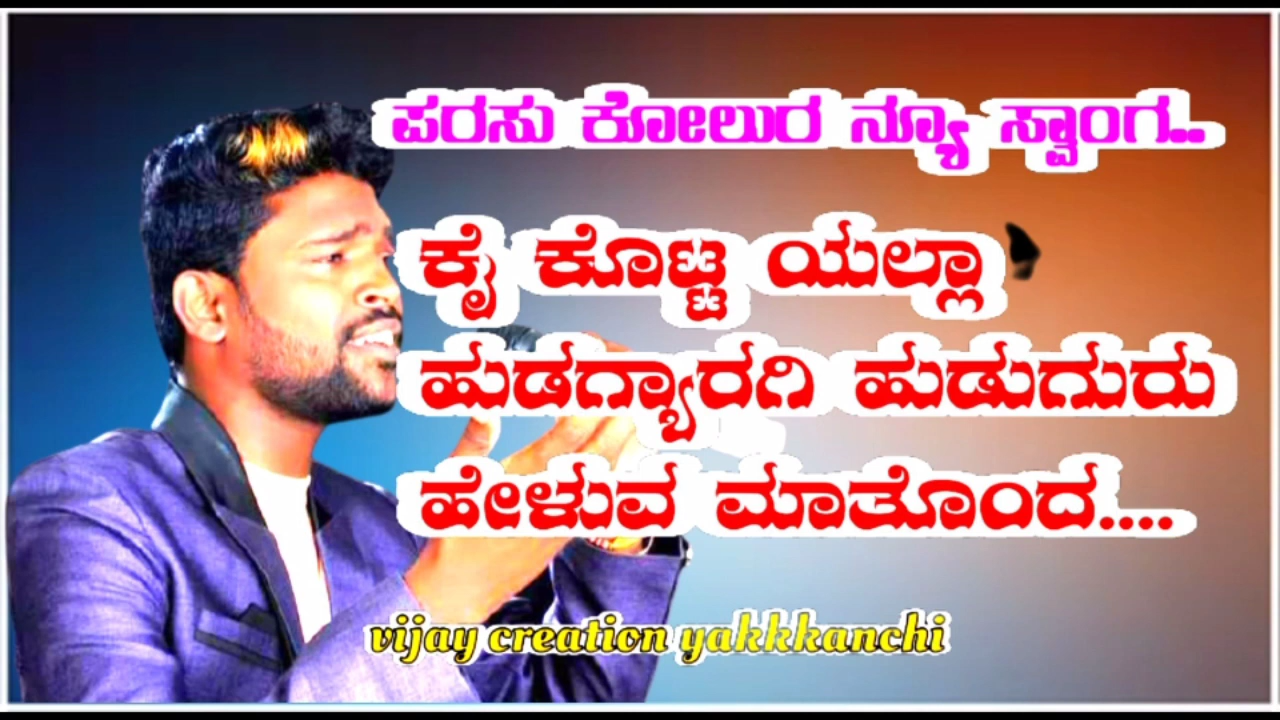 ಪರಸು ಕೋಲುರ ನ್ಯೂ ಸ್ವಾಂಗ..
ಕೈ ಕೊಟ್ಟ ಯಲ್ಲಾ
ಹುಡಗ್ಯಾರಗಿ ಹುಡುಗುರು
ಹೇಳುವ ಮಾತೊಂದ....
vijay creation yakkkanchi